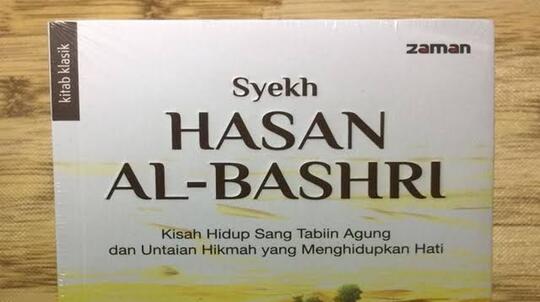 kitab klasik
zaman
Syekh
HASAN
AL-BASHRI
Kisah Hidup Sang Tabiin Agung
dan Untaian Hikmah yang Menghidupkan Hati